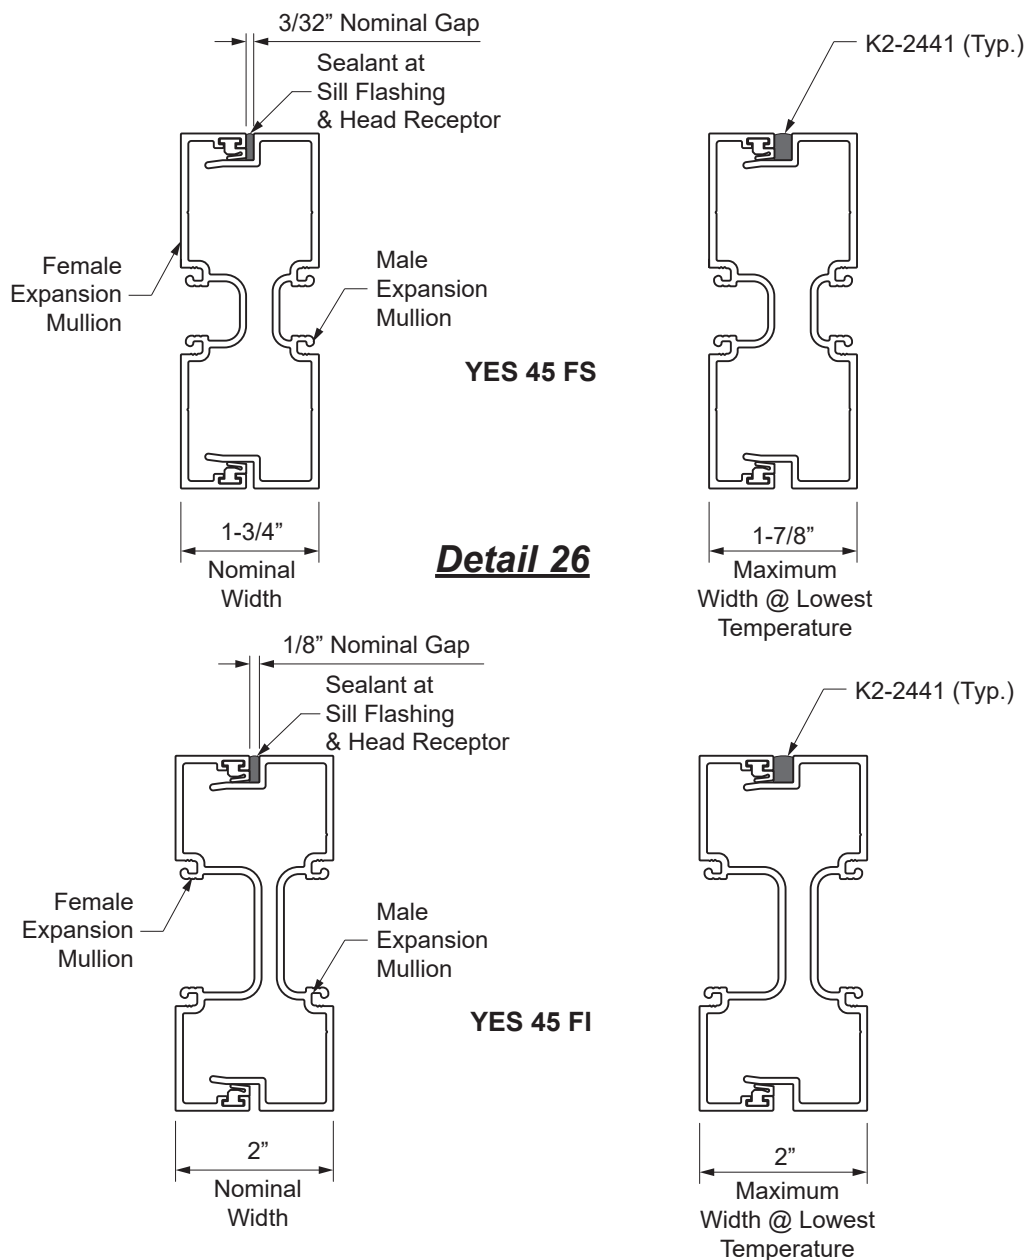 3/32” Nominal Gap
Sealant at
Sill Flashing
& Head Receptor
K2-2441 (Typ.)
Female
Expansion
Mullion
Male
Expansion
Mullion
YES 45 FS
1-3/4”
Nominal
Width
Detail 26
1-7/8”
Maximum
Width @ Lowest
Temperature
1/8” Nominal Gap
Sealant at
Sill Flashing
& Head Receptor
K2-2441 (Typ.)
Female
Expansion
Mullion
Male
Expansion
Mullion
YES 45 FI
2”
Nominal
Width
2”
Maximum
Width @ Lowest
Temperature